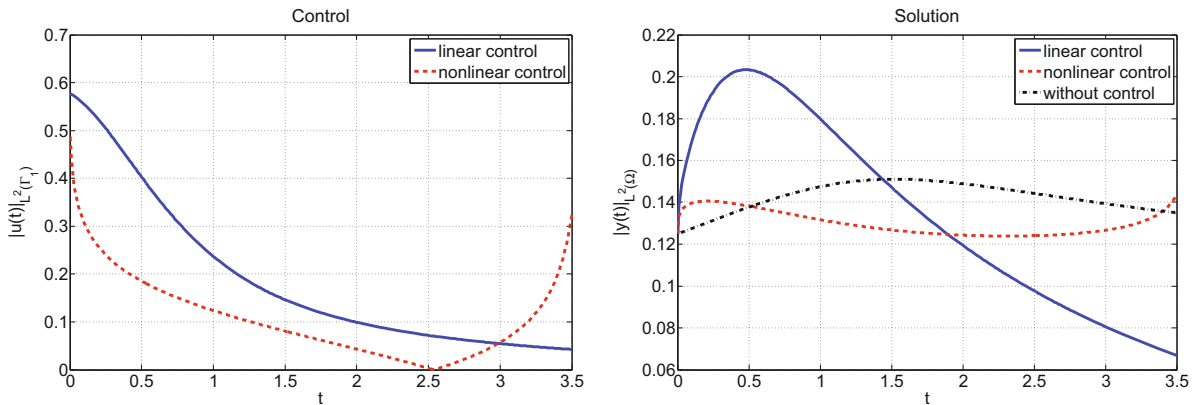 Control
0.7
0.6
0.5
0.4
0.3
0.2
0.1
0
|u(t)|L²(Γ₁)
linear control
nonlinear control
0 0.5 1 1.5 2 2.5 3 3.5
t
Solution
0.22
0.2
0.18
0.16
0.14
0.12
0.1
0.08
0.06
|y(t)|L²(Ω)
linear control
nonlinear control
without control
0 0.5 1 1.5 2 2.5 3 3.5
t